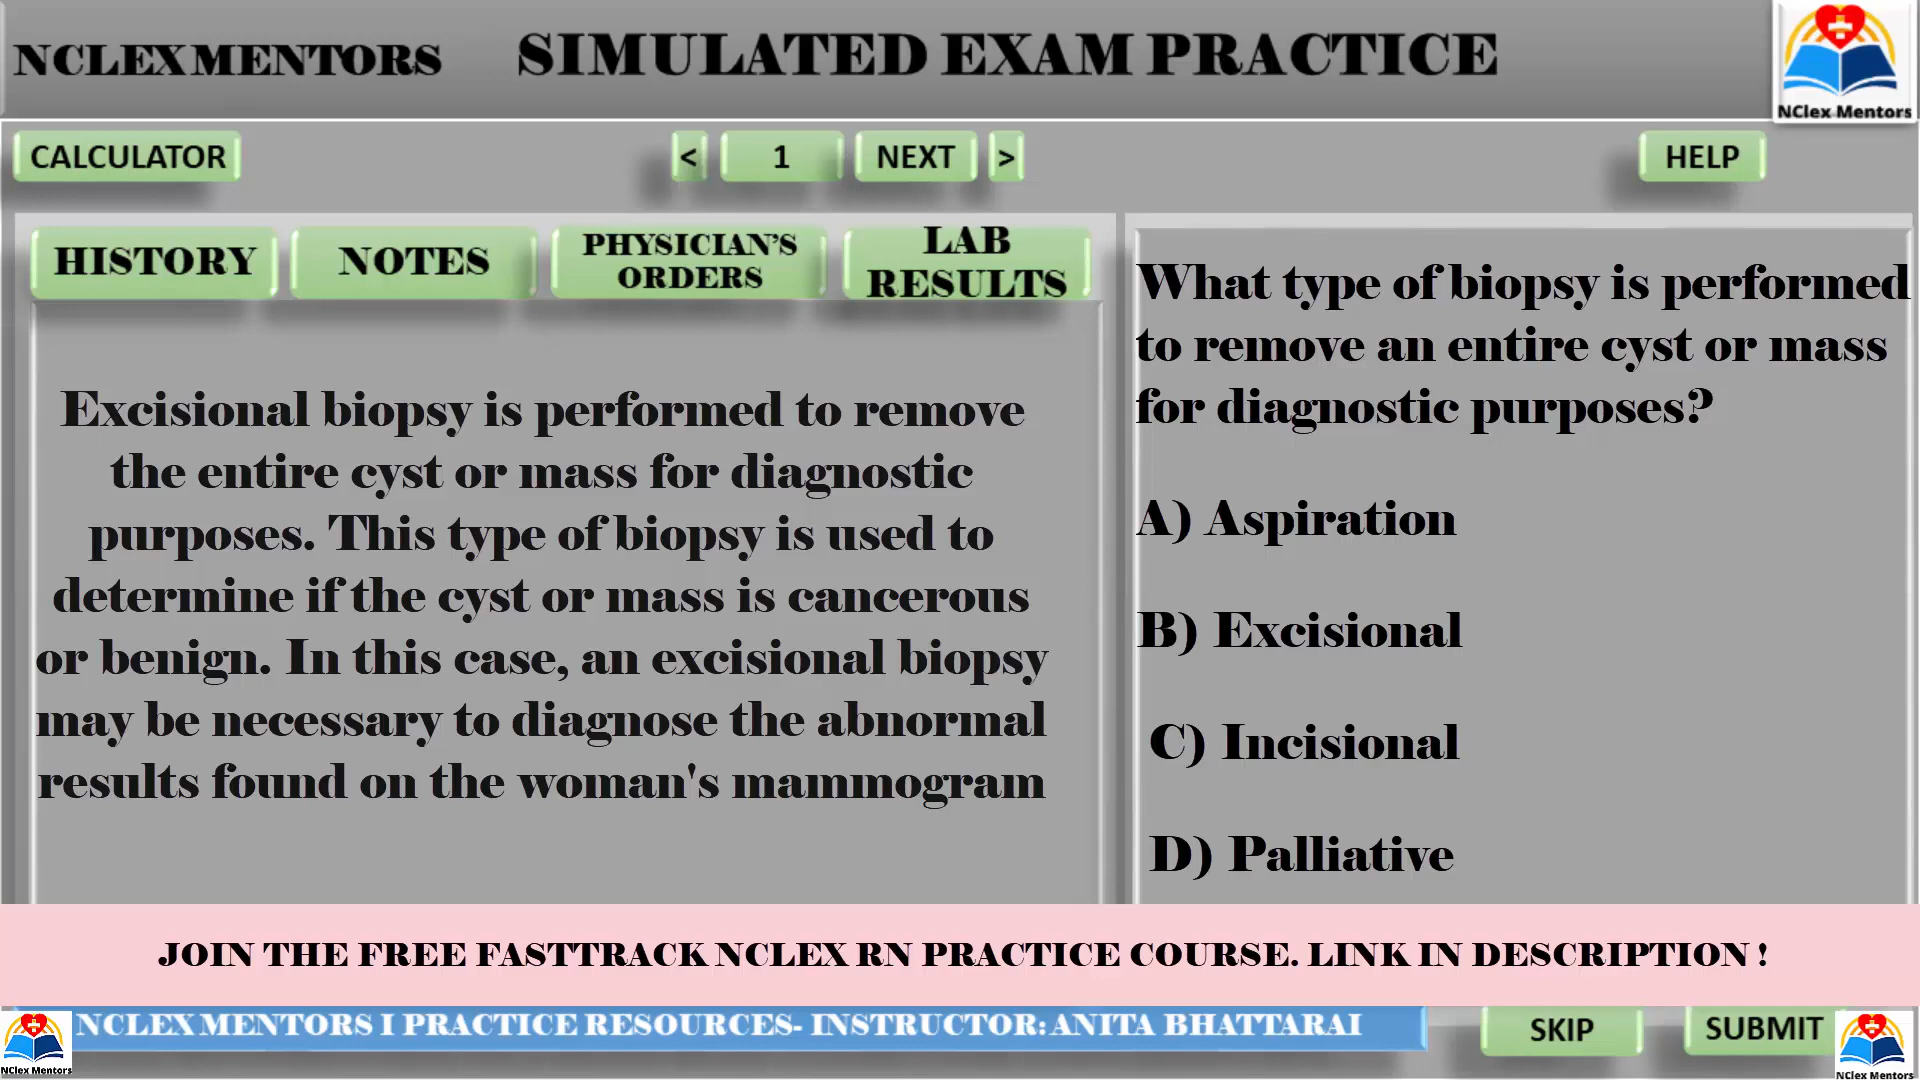 NCLEX MENTORS SIMULATED EXAM PRACTICE
NClex Mentors
CALCULATOR < 1 NEXT > HELP
HISTORY NOTES PHYSICIAN'S ORDERS LAB RESULTS
Excisional biopsy is performed to remove
the entire cyst or mass for diagnostic
purposes. This type of biopsy is used to
determine if the cyst or mass is cancerous
or benign. In this case, an excisional biopsy
may be necessary to diagnose the abnormal
results found on the woman's mammogram
What type of biopsy is performed
to remove an entire cyst or mass
for diagnostic purposes?
A) Aspiration
B) Excisional
C) Incisional
D) Palliative
JOIN THE FREE FASTTRACK NCLEX RN PRACTICE COURSE. LINK IN DESCRIPTION !
NCLEX MENTORS I PRACTICE RESOURCES- INSTRUCTOR: ANITA BHATTARAI
SKIP SUBMIT
NClex Mentors
NClex Mentors